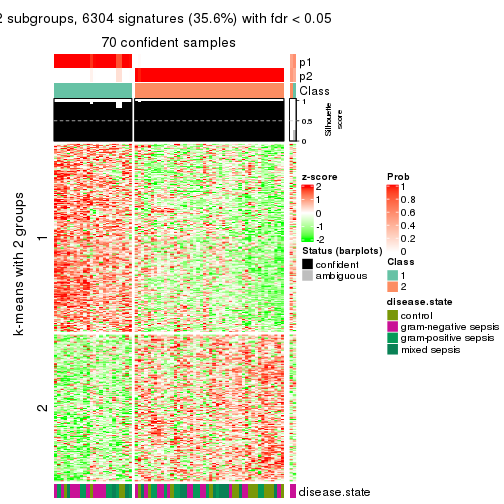 2 subgroups, 6304 signatures (35.6%) with fdr < 0.05
70 confident samples
p1
p2
Class
1
0.5
0
Silhouette
score
k-means with 2 groups
1
2
disease.state
z-score
2
1
0
-1
-2
Status (barplots)
confident
ambiguous
Prob
1
0.8
0.6
0.4
0.2
0
Class
1
2
disease.state
control
gram-negative sepsis
gram-positive sepsis
mixed sepsis